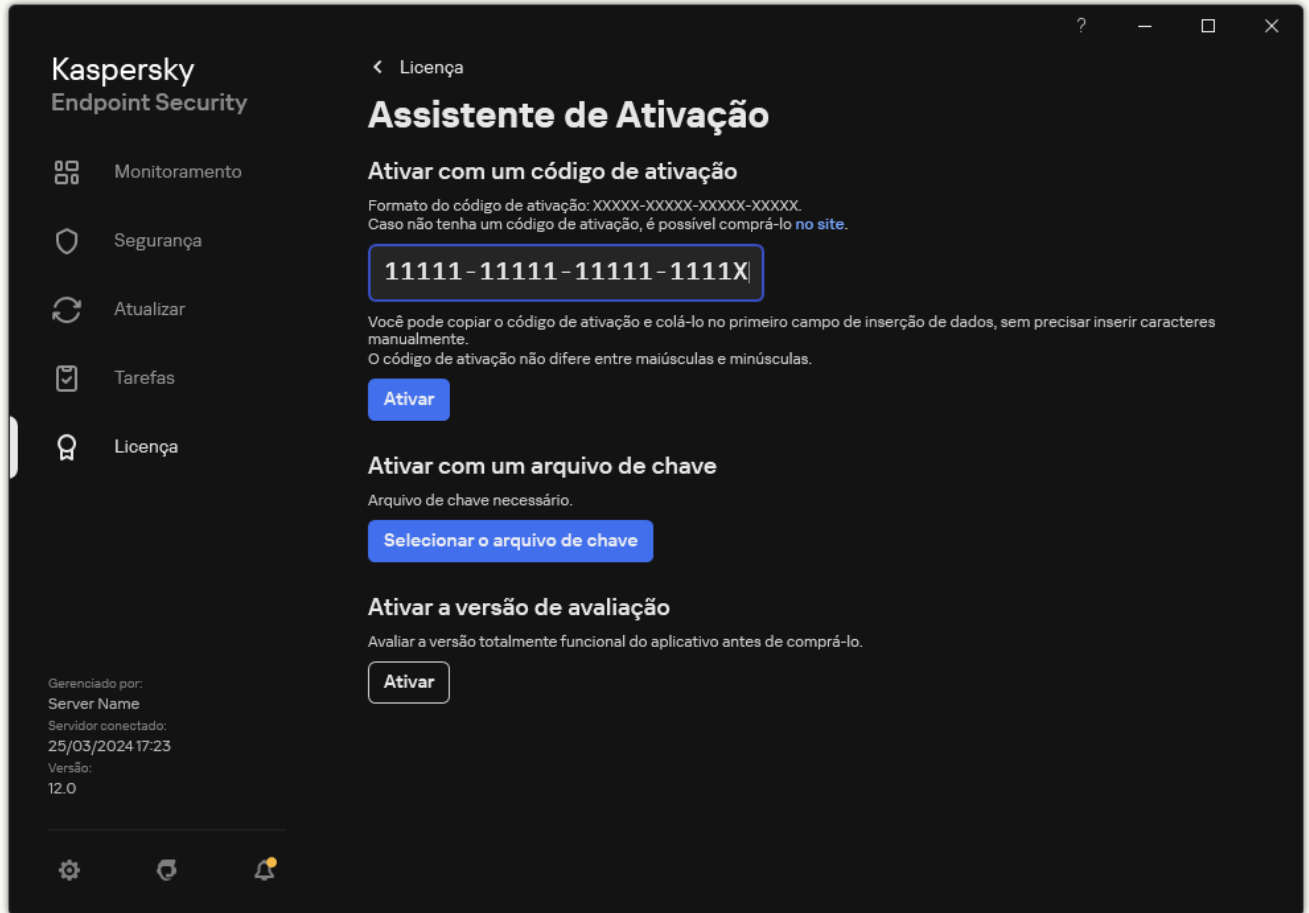 ?
Kaspersky
Endpoint Security
Monitoramento
Segurança
Atualizar
Tarefas
Licença
Gerenciado por:
Server Name
Servidor conectado:
25/03/2024 17:23
Versão:
12.0
Licença
Assistente de Ativação
Ativar com um código de ativação
Formato do código de ativação: XXXXX-XXXXX-XXXXX-XXXXX.
Caso não tenha um código de ativação, é possível comprá-lo no site.
11111-11111-11111-1111X
Você pode copiar o código de ativação e colá-lo no primeiro campo de inserção de dados, sem precisar inserir caracteres
manualmente.
O código de ativação não difere entre maiúsculas e minúsculas.
Ativar
Ativar com um arquivo de chave
Arquivo de chave necessário.
Selecionar o arquivo de chave
Ativar a versão de avaliação
Avaliar a versão totalmente funcional do aplicativo antes de comprá-lo.
Ativar